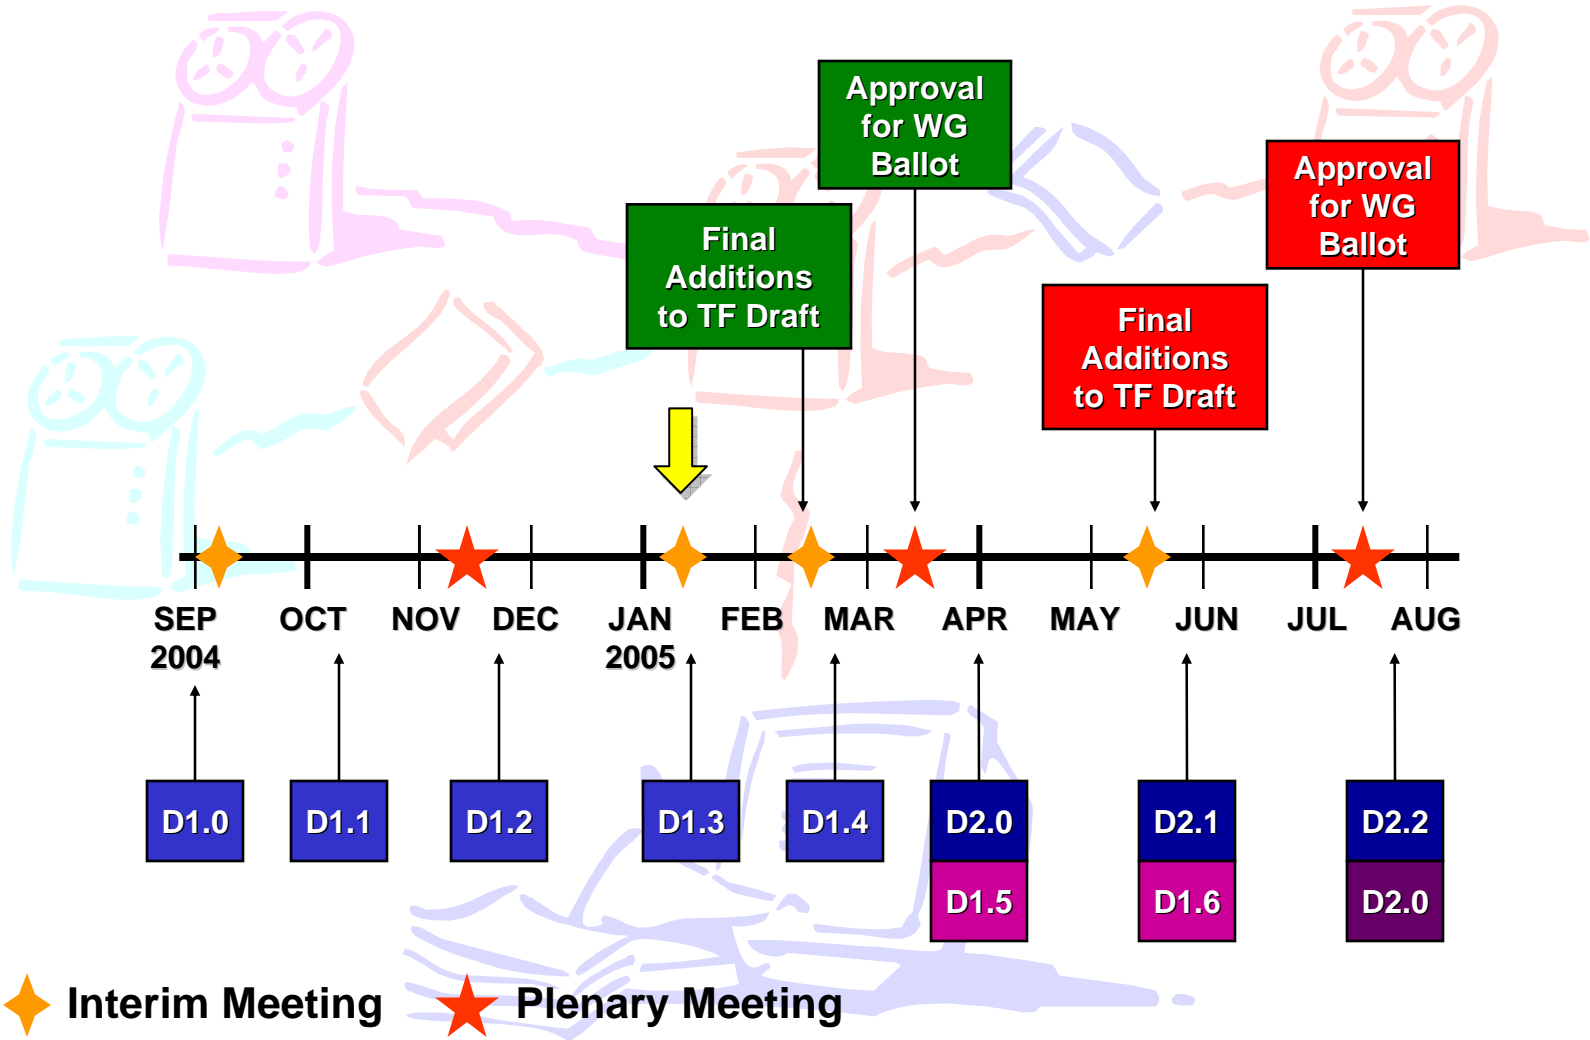 Approval
for WG
Ballot
Approval
for WG
Ballot
Final
Additions
to TF Draft
Final
Additions
to TF Draft
SEP OCT NOV DEC JAN FEB MAR APR MAY JUN JUL AUG
2004 2005
D1.0 D1.1 D1.2 D1.3 D1.4 D2.0 D2.1 D2.2
D1.5 D1.6 D2.0
Interim Meeting Plenary Meeting